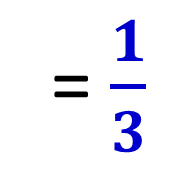 = 1/3